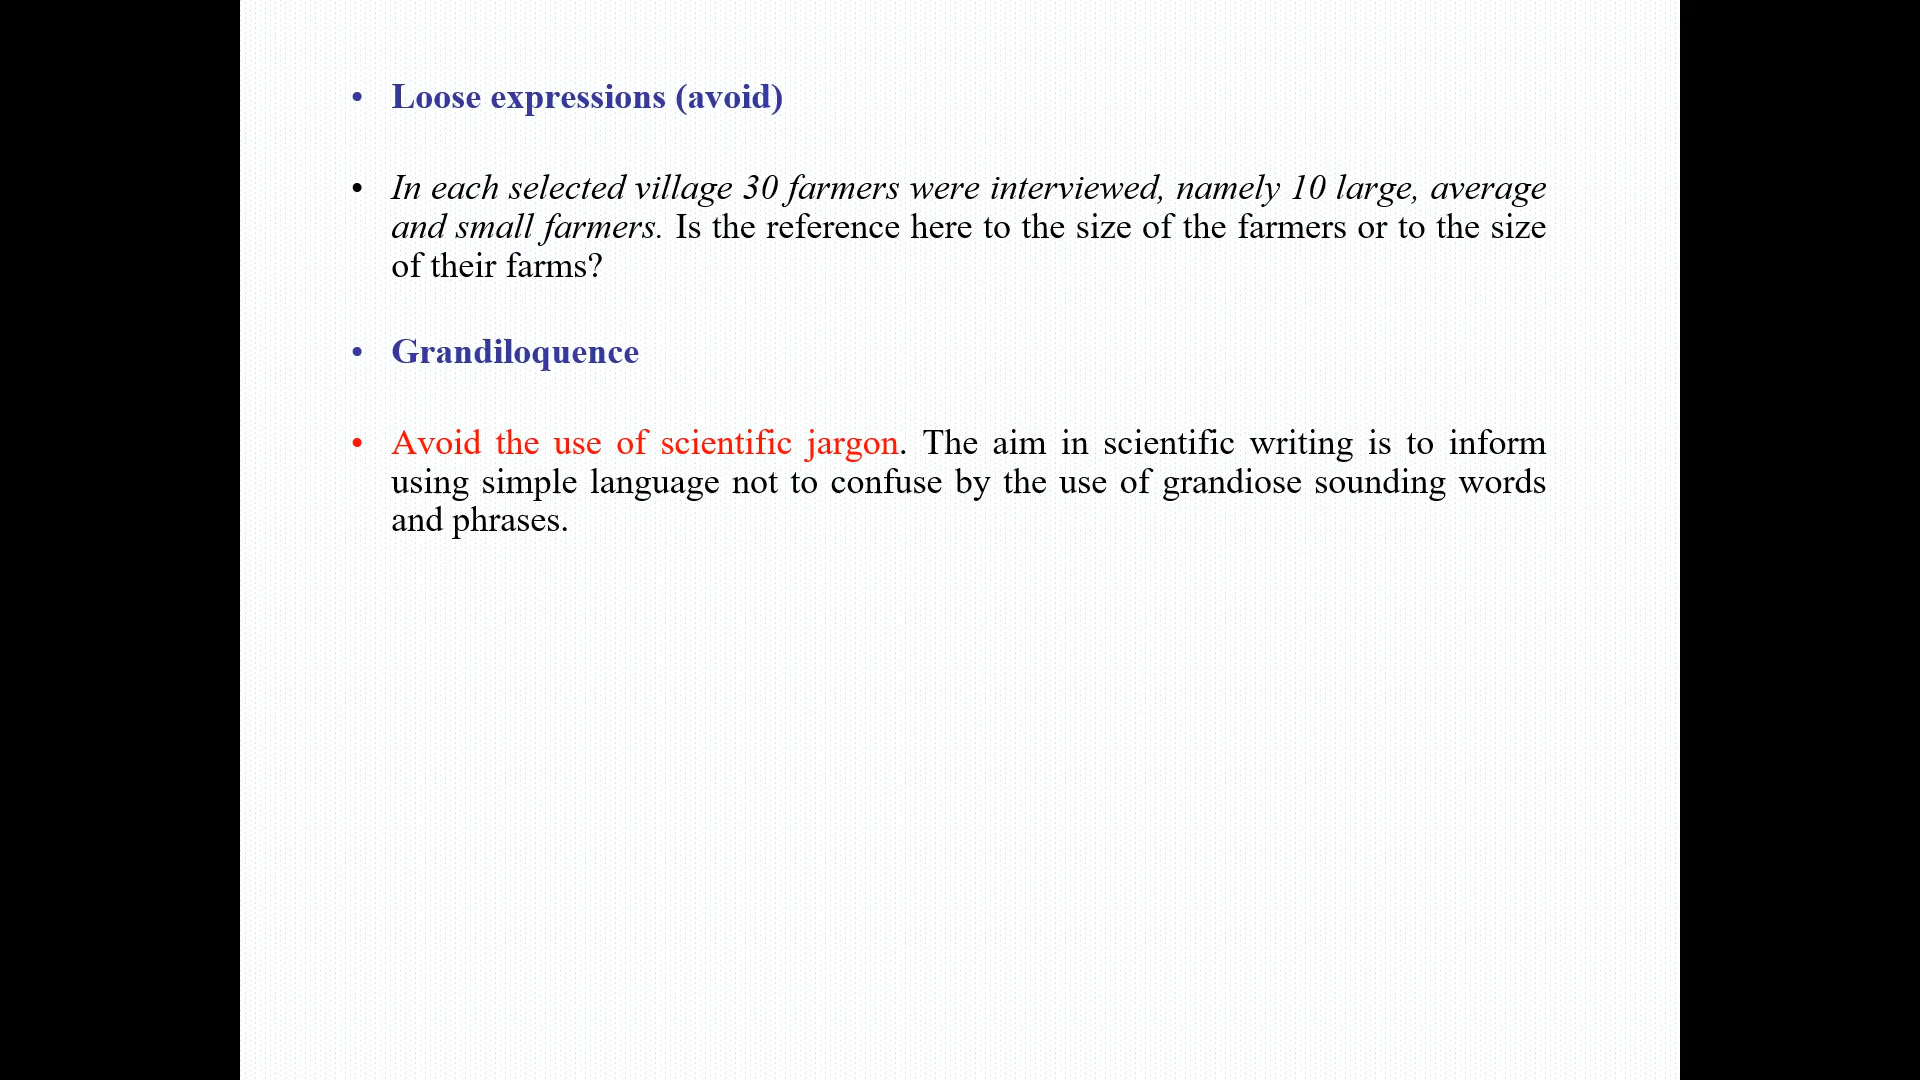 • Loose expressions (avoid)
• In each selected village 30 farmers were interviewed, namely 10 large, average
and small farmers. Is the reference here to the size of the farmers or to the size
of their farms?
• Grandiloquence
• Avoid the use of scientific jargon. The aim in scientific writing is to inform
using simple language not to confuse by the use of grandiose sounding words
and phrases.